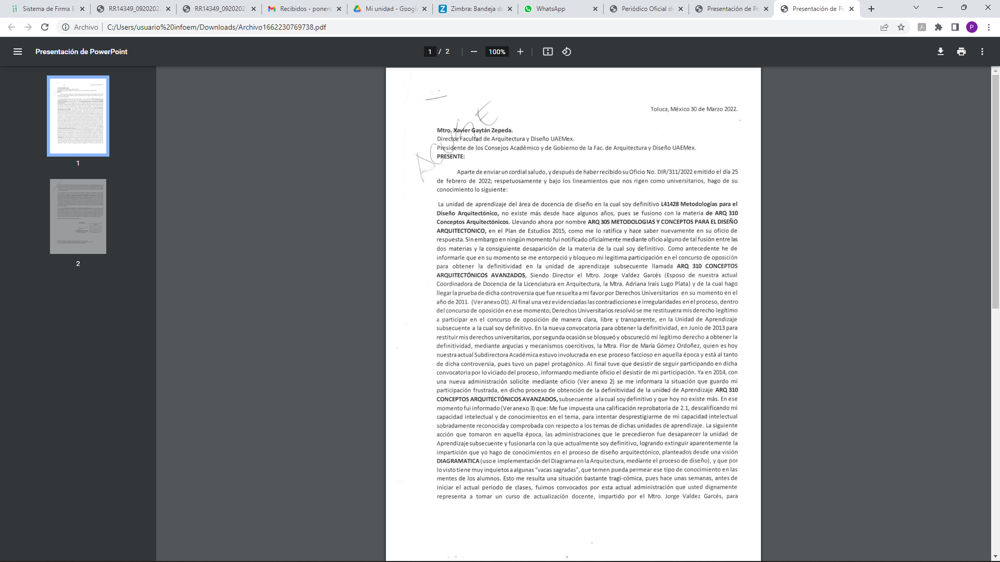 Sistema de Firma E
RR14349_0920202
RR14349_0920202
Recibidos - ponenc
Mi unidad - Googl
Zimbra: Bandeja de
WhatsApp
Periódico Oficial de
Presentación de Po
Presentación de Po
Archivo
C:/Users/usuario%20infoem/Downloads/Archivo1662230769738.pdf
P
Presentación de PowerPoint
1 / 2
100%
1
2
ACUSE
Toluca, México 30 de Marzo 2022.
Mtro. Xavier Gaytán Zepeda.
Director Facultad de Arquitectura y Diseño UAEMex.
Presidente de los Consejos Académico y de Gobierno de la Fac. de Arquitectura y Diseño UAEMex.
PRESENTE:
Aparte de enviar un cordial saludo, y después de haber recibido su Oficio No. DIR/311/2022 emitido el día 25
de febrero de 2022; respetuosamente y bajo los lineamientos que nos rigen como universitarios, hago de su
conocimiento lo siguiente:
La unidad de aprendizaje del área de docencia de diseño en la cual soy definitivo L41428 Metodologías para el
Diseño Arquitectónico, no existe más desde hace algunos años, pues se fusiono con la materia de ARQ 310
Conceptos Arquitectónicos. Llevando ahora por nombre ARQ 305 METODOLOGIAS Y CONCEPTOS PARA EL DISEÑO
ARQUITECTONICO, en el Plan de Estudios 2015, como me lo ratifica y hace saber nuevamente en su oficio de
respuesta. Sin embargo en ningún momento fui notificado oficialmente mediante oficio alguno de tal fusión entre las
dos materias y la consiguiente desaparición de la materia de la cual soy definitivo. Como antecedente he de
informarle que en su momento se me entorpeció y bloqueo mi legitima participación en el concurso de oposición
para obtener la definitividad en la unidad de aprendizaje subsecuente llamada ARQ 310 CONCEPTOS
ARQUITECTÓNICOS AVANZADOS, Siendo Director el Mtro. Jorge Valdez Garcés (Esposo de nuestra actual
Coordinadora de Docencia de la Licenciatura en Arquitectura, la Mtra. Adriana Irais Lugo Plata) y de la cual hago
llegar la prueba de dicha controversia que fue resuelta a mi favor por Derechos Universitarios en su momento en el
año de 2011. (Ver anexo 01). Al final una vez evidenciadas las contradicciones e irregularidades en el proceso, dentro
del concurso de oposición en ese momento; Derechos Universitarios resolvió se me restituyera mis derecho legítimo
a participar en el concurso de oposición de manera clara, libre y transparente, en la Unidad de Aprendizaje
subsecuente a la cual soy definitivo. En la nueva convocatoria para obtener la definitividad, en Junio de 2013 para
restituir mis derechos universitarios, por segunda ocasión se bloqueó y obscureció mi legítimo derecho a obtener la
definitividad, mediante argucias y mecanismos coercitivos, la Mtra. Flor de María Gómez Ordoñez, quien es hoy
nuestra actual Subdirectora Académica estuvo involucrada en ese proceso faccioso en aquella época y está al tanto
de dicha controversia, pues tuvo un papel protagónico. Al final tuve que desistir de seguir participando en dicha
convocatoria por lo viciado del proceso, informando mediante oficio el desistir de mi participación. Ya en 2014, con
una nueva administración solicite mediante oficio (Ver anexo 2) se me informara la situación que guardo mi
participación frustrada, en dicho proceso de obtención de la definitividad de la unidad de Aprendizaje ARQ 310
CONCEPTOS ARQUITECTÓNICOS AVANZADOS, subsecuente a la cual soy definitivo y que hoy no existe más. En ese
momento fui informado (Ver anexo 3) que: Me fue impuesta una calificación reprobatoria de 2.1, descalificando mi
capacidad intelectual y de conocimientos en el tema, para intentar desprestigiarme de mi capacidad intelectual
sobradamente reconocida y comprobada con respecto a los temas de dichas unidades de aprendizaje. La siguiente
acción que tomaron en aquella época, las administraciones que le precedieron fue desaparecer la unidad de
Aprendizaje subsecuente y fusionarla con la que actualmente soy definitivo, logrando extinguir aparentemente la
impartición que yo hago de conocimientos en el proceso de diseño arquitectónico, planteados desde una visión
DIAGRAMATICA (uso e implementación del Diagrama en la Arquitectura, mediante el proceso de diseño), y que por
lo visto tiene muy inquietos a algunas "vacas sagradas", que temen pueda permear ese tipo de conocimiento en las
mentes de los alumnos. Esto me resulta una situación bastante tragi-cómica, pues hace unas semanas, antes de
iniciar el actual periodo de clases, fuimos convocados por esta actual administración que usted dignamente
representa a tomar un curso de actualización docente, impartido por el Mtro. Jorge Valdez Garcés, para